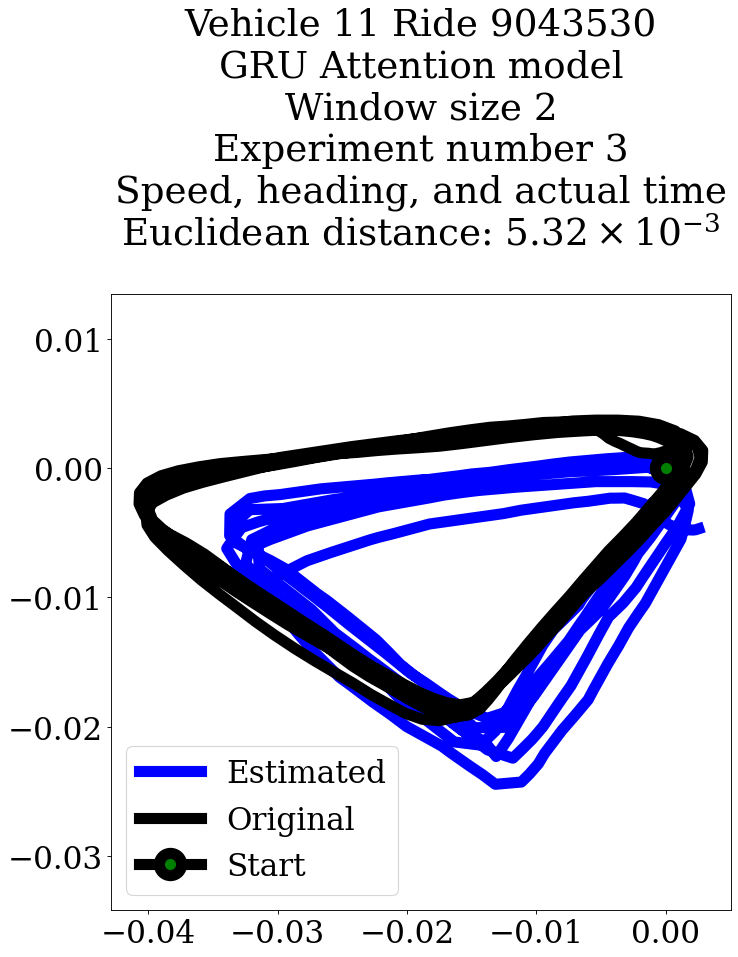 Vehicle 11 Ride 9043530
GRU Attention model
Window size 2
Experiment number 3
Speed, heading, and actual time
Euclidean distance: 5.32 × 10⁻³
0.01
0.00
−0.01
−0.02
−0.03
Estimated
Original
Start
−0.04 −0.03 −0.02 −0.01 0.00